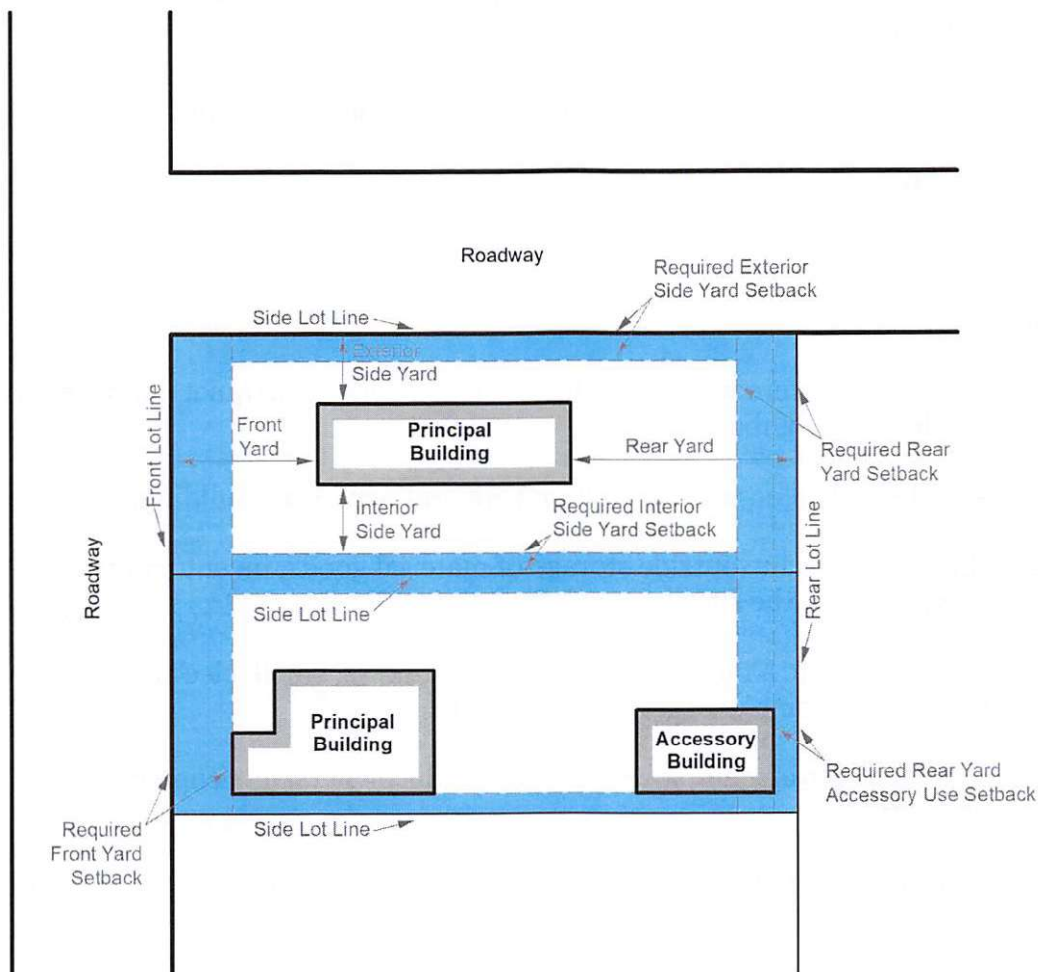 Roadway
Required Exterior
Side Yard Setback
Side Lot Line
Exterior
Side Yard
Front Lot Line
Front
Yard
Principal
Building
Rear Yard
Required Rear
Yard Setback
Interior
Side Yard
Required Interior
Side Yard Setback
Roadway
Rear Lot Line
Side Lot Line
Principal
Building
Accessory
Building
Required Rear Yard
Accessory Use Setback
Required
Front Yard
Setback
Side Lot Line